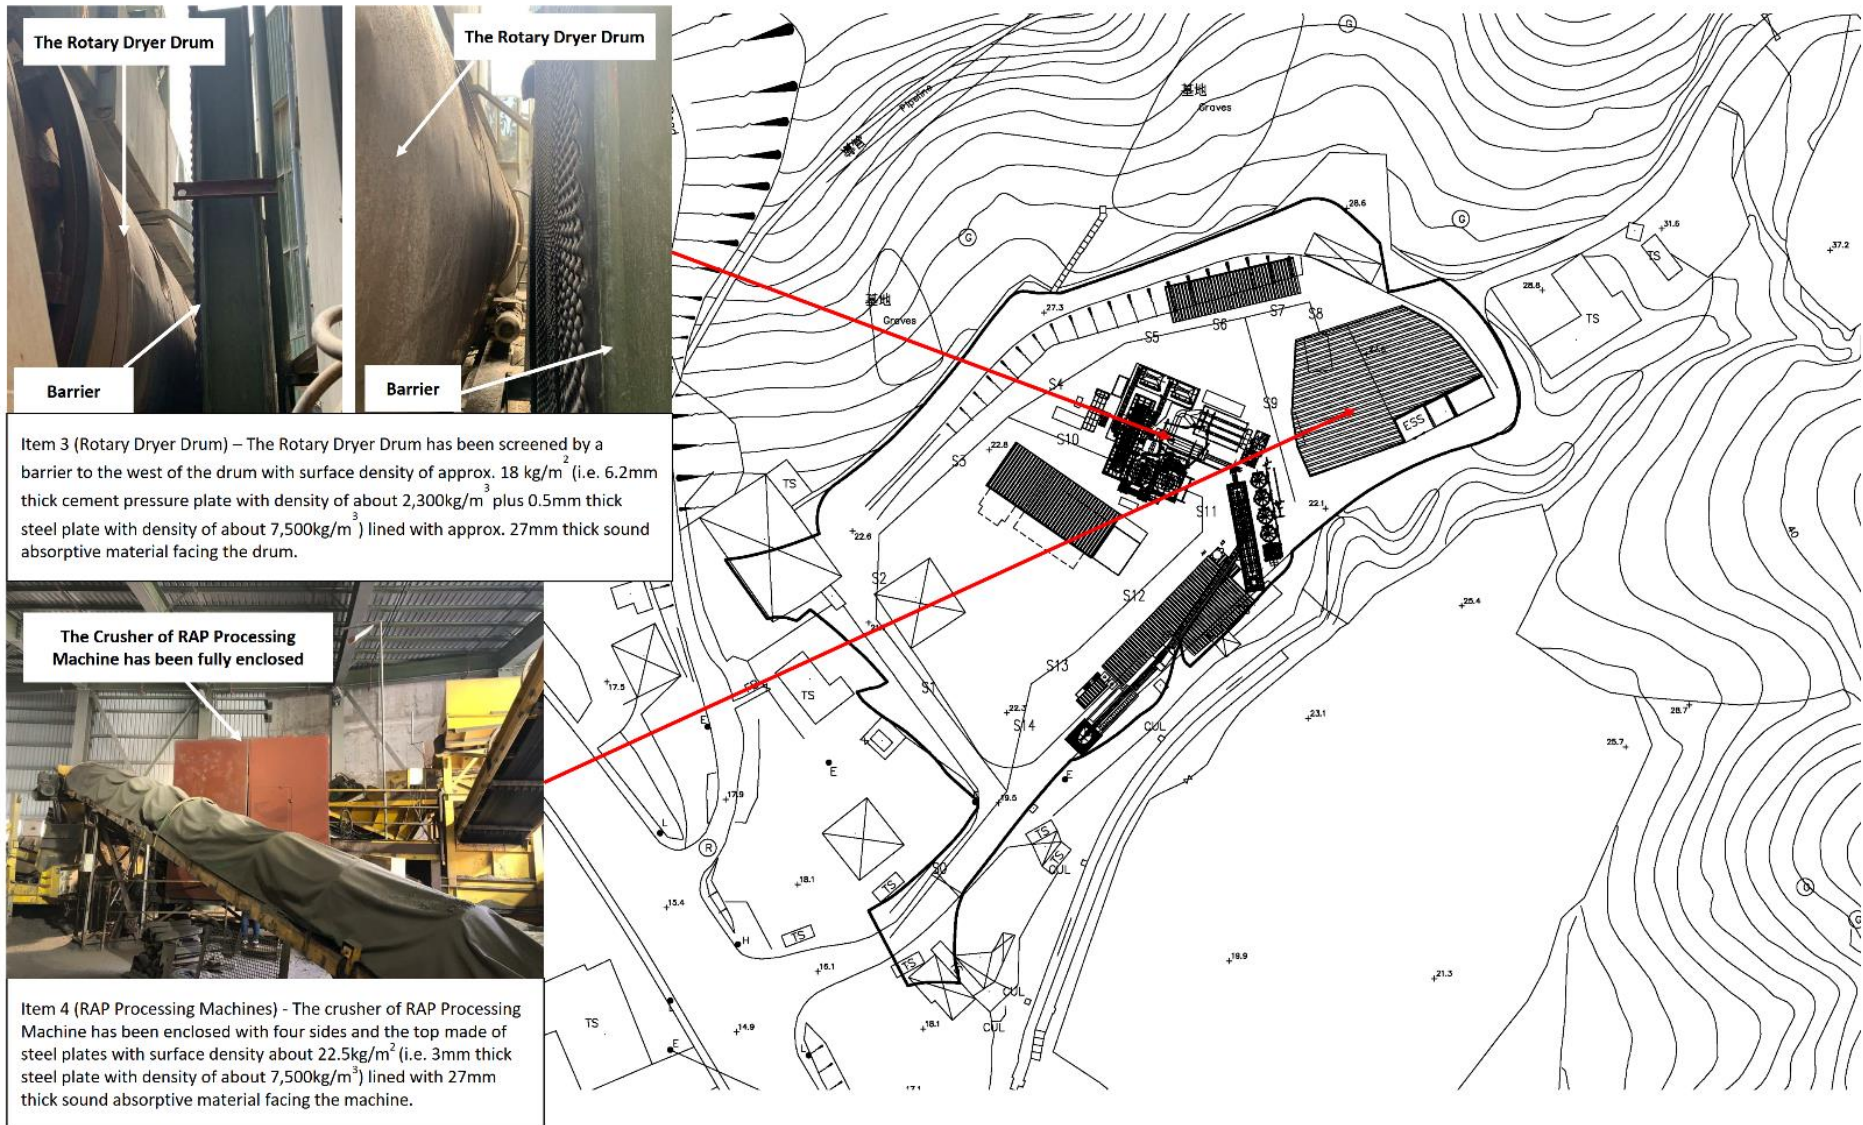 The Rotary Dryer Drum
The Rotary Dryer Drum
Barrier
Barrier
Item 3 (Rotary Dryer Drum) – The Rotary Dryer Drum has been screened by a
barrier to the west of the drum with surface density of approx. 18 kg/m² (i.e. 6.2mm
thick cement pressure plate with density of about 2,300kg/m³ plus 0.5mm thick
steel plate with density of about 7,500kg/m³) lined with approx. 27mm thick sound
absorptive material facing the drum.
The Crusher of RAP Processing
Machine has been fully enclosed
Item 4 (RAP Processing Machines) - The crusher of RAP Processing
Machine has been enclosed with four sides and the top made of
steel plates with surface density about 22.5kg/m² (i.e. 3mm thick
steel plate with density of about 7,500kg/m³) lined with 27mm
thick sound absorptive material facing the machine.
G
Pipeline
基地
Graves
28.6
G
G
31.6
TS
37.2
基地
Graves
27.3
28.8
TS
S5
S6
S7
S8
S4
S9
ESS
S10
S3
22.8
TS
S11
22.1
22.6
40
S2
S12
25.4
S13
17.5
TS
S1
22.3
S14
23.1
28.7
25.7
E
CUL
E
E
17.9
19.5
L
R
TS
TS
CUL
S0
18.1
TS
G
G
15.4
H
TS
16.1
TS
19.9
21.3
CUL
TS
14.9
18.1
CUL
E
L
17.1